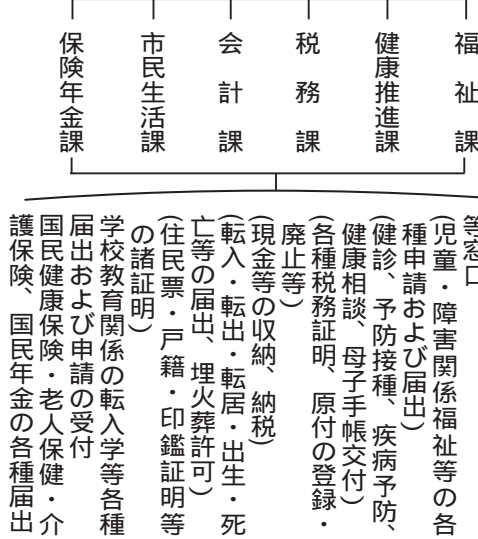 福祉課
健康推進課
税務課
会計課
市民生活課
保険年金課
等窓口
(児童・障害関係福祉等の各
種申請および届出)
(健診、予防接種、疾病予防、
健康相談、母子手帳交付)
(各種税務証明、原付の登録・
廃止等)
(現金等の収納、納税)
(転入・転出・転居・出生・死
亡等の届出、埋火葬許可)
(住民票・戸籍・印鑑証明等
の諸証明)
学校教育関係の転入学等各種
届出および申請の受付
国民健康保険・老人保健・介
護保険、国民年金の各種届出